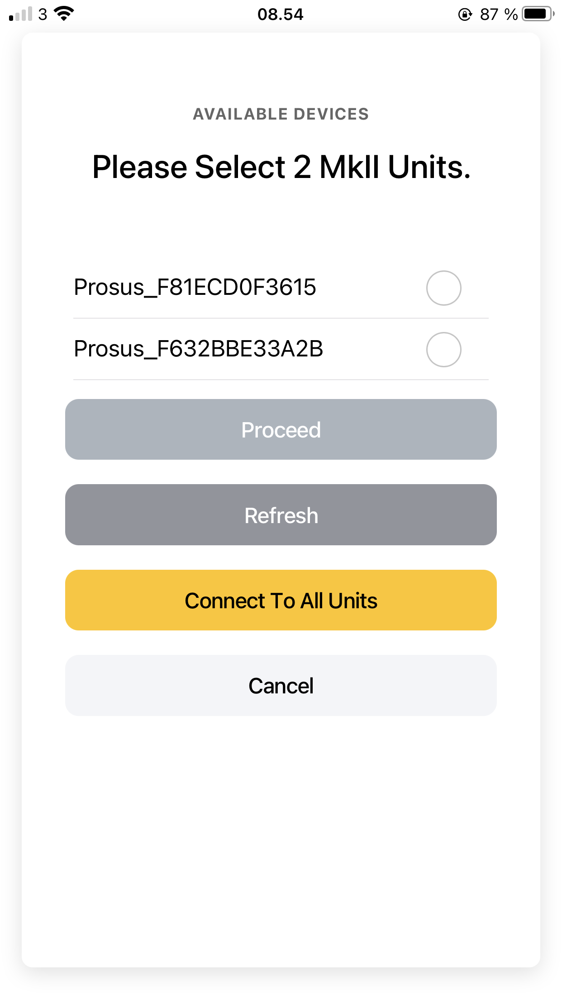 3 08.54 87 %
AVAILABLE DEVICES
Please Select 2 MkII Units.
Prosus_F81ECD0F3615
Prosus_F632BBE33A2B
Proceed
Refresh
Connect To All Units
Cancel